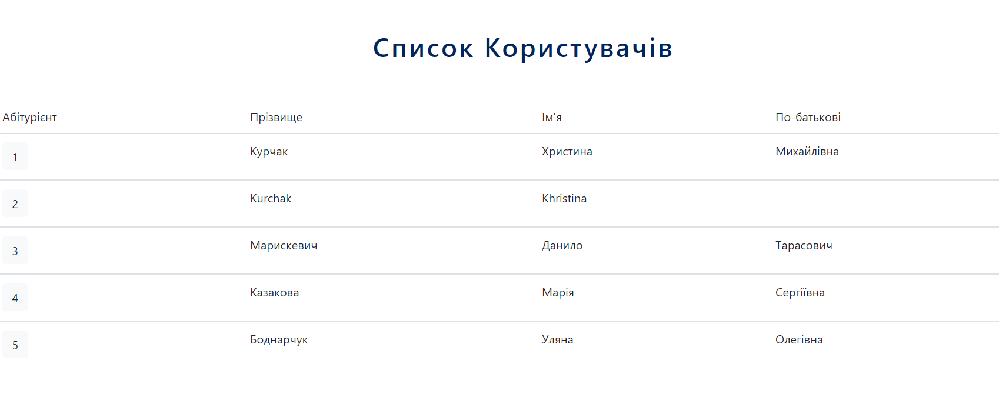 Список Користувачів
Абітурієнт Прізвище Ім'я По-батькові
1 Курчак Христина Михайлівна
2 Kurchak Khristina
3 Марискевич Данило Тарасович
4 Казакова Марія Сергіївна
5 Боднарчук Уляна Олегівна